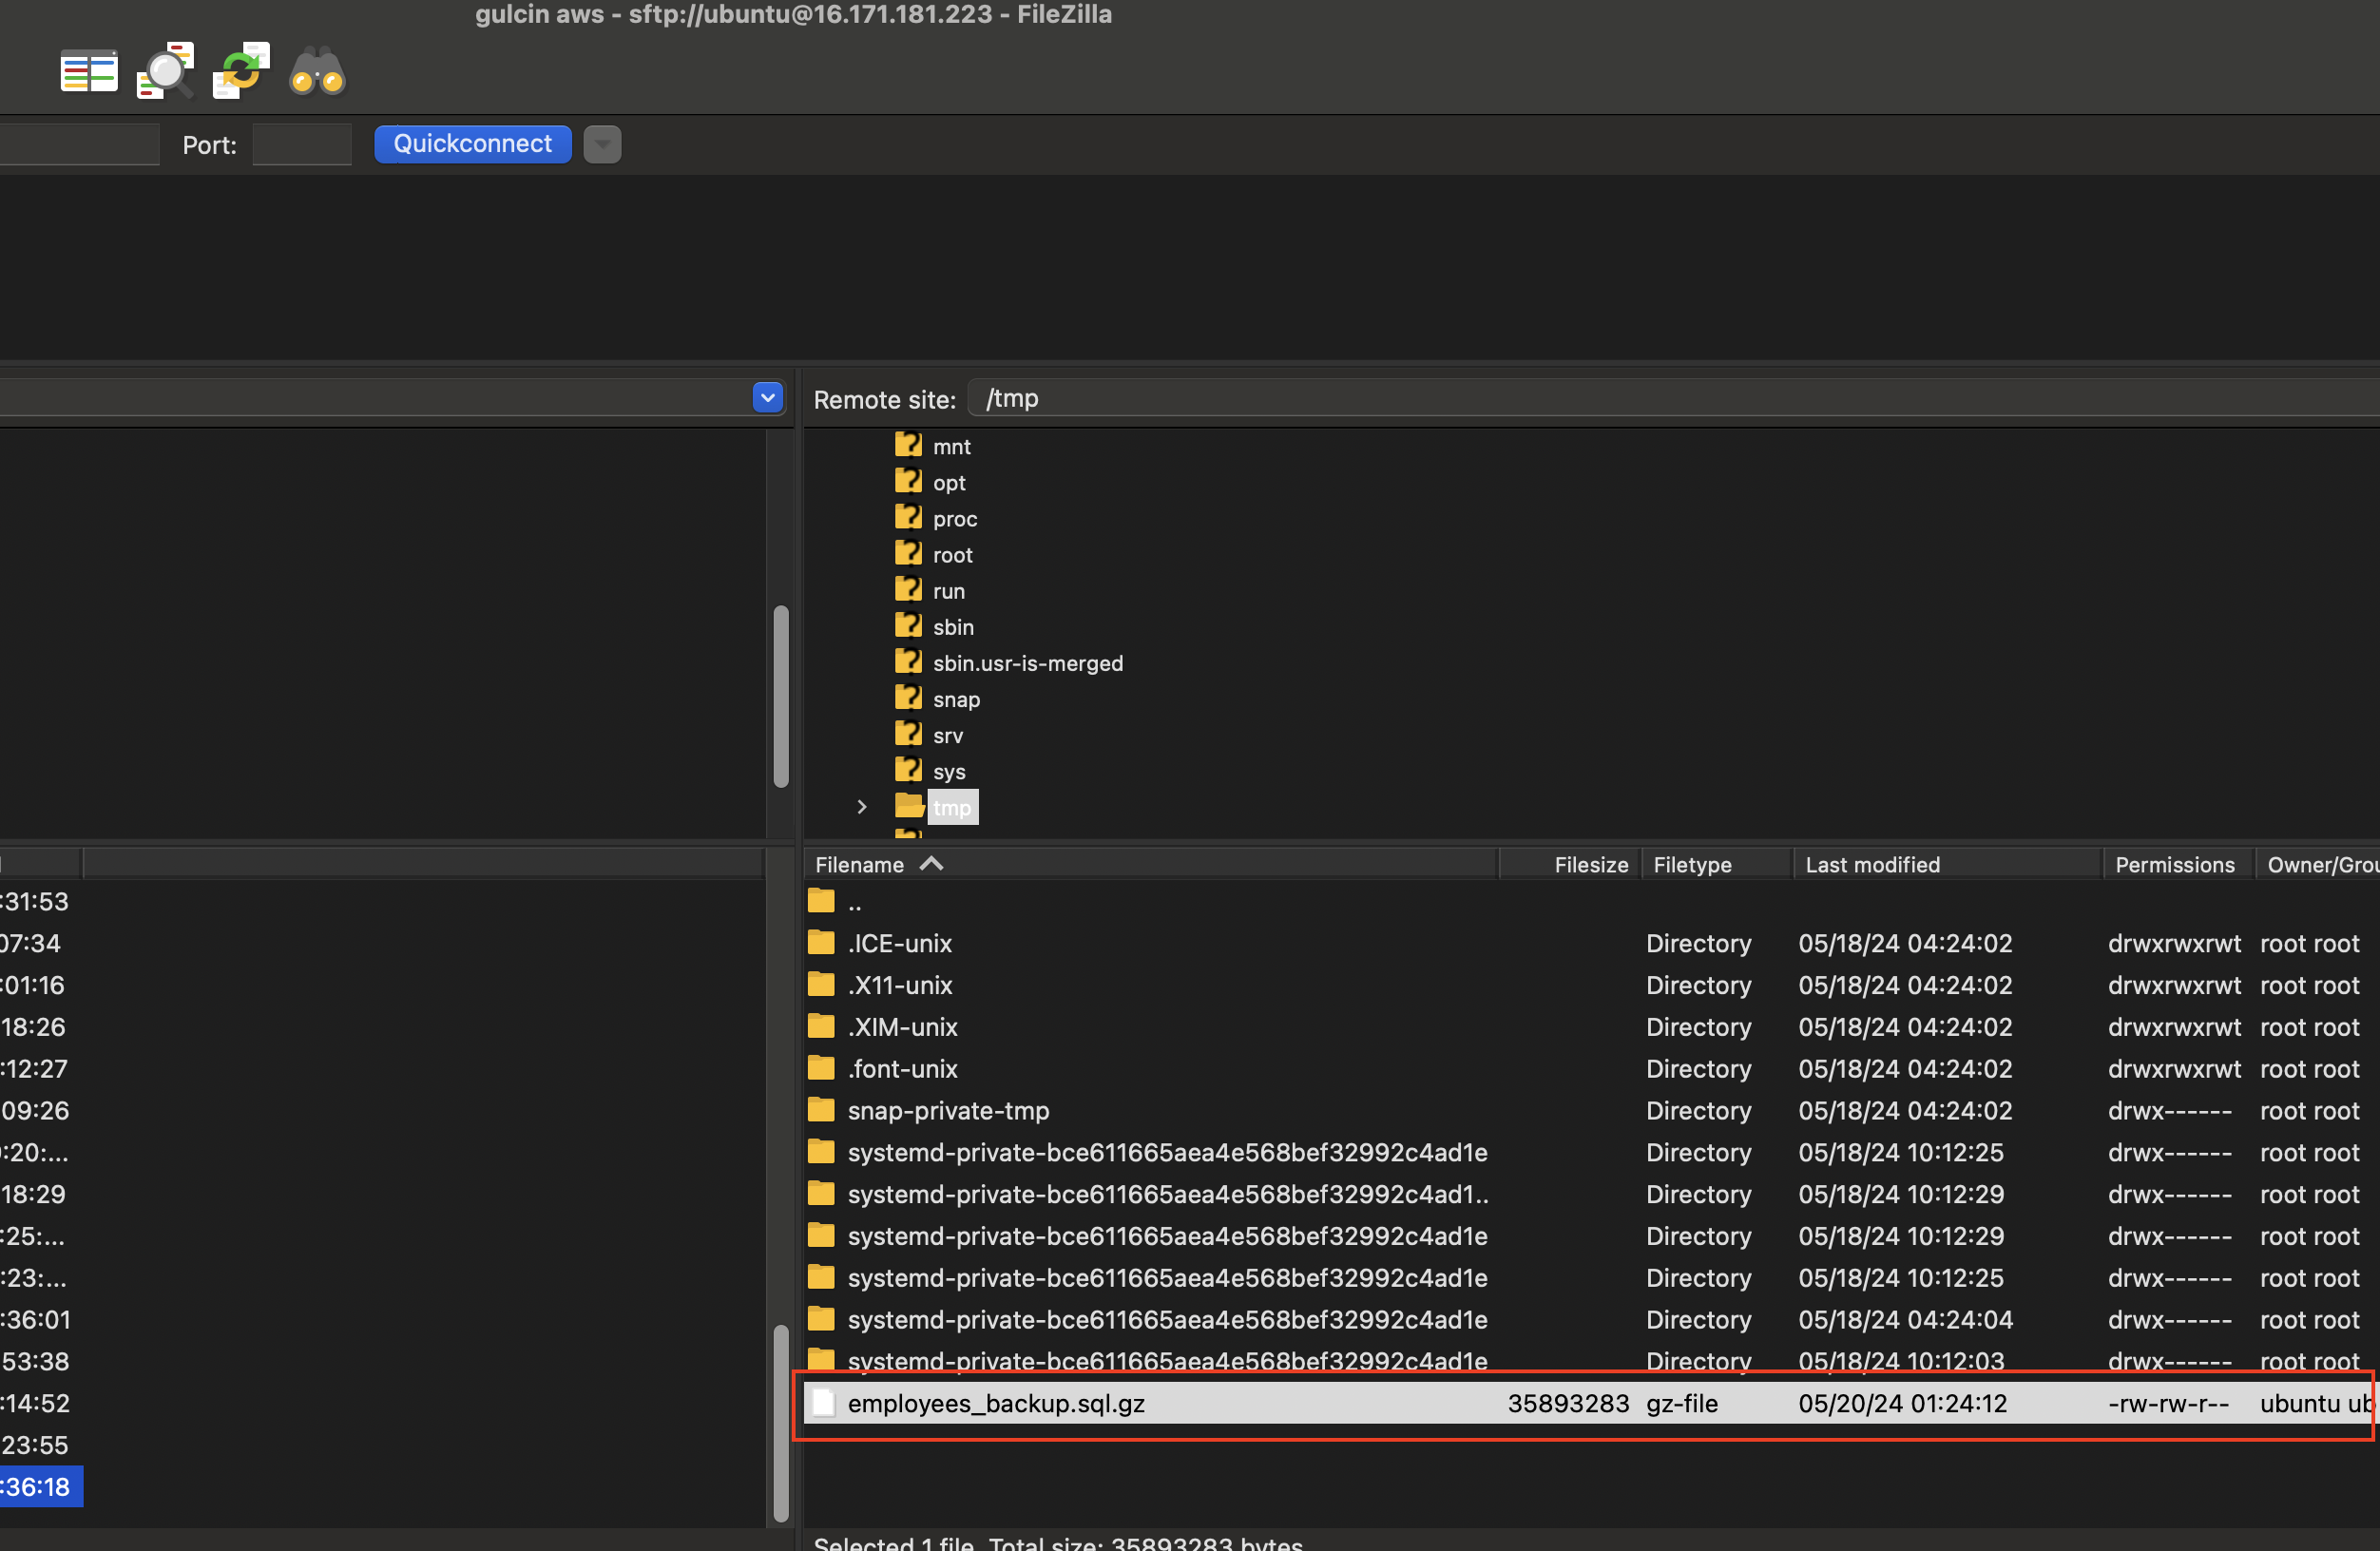 gulcin aws - sftp://ubuntu@16.171.181.223 - FileZilla
Port: Quickconnect
Remote site: /tmp
mnt
opt
proc
root
run
sbin
sbin.usr-is-merged
snap
srv
sys
tmp
Filename Filesize Filetype Last modified Permissions Owner/Grou
:31:53 ..
07:34 .ICE-unix Directory 05/18/24 04:24:02 drwxrwxrwt root root
:01:16 .X11-unix Directory 05/18/24 04:24:02 drwxrwxrwt root root
18:26 .XIM-unix Directory 05/18/24 04:24:02 drwxrwxrwt root root
:12:27 .font-unix Directory 05/18/24 04:24:02 drwxrwxrwt root root
09:26 snap-private-tmp Directory 05/18/24 04:24:02 drwx------ root root
:20:... systemd-private-bce611665aea4e568bef32992c4ad1e Directory 05/18/24 10:12:25 drwx------ root root
18:29 systemd-private-bce611665aea4e568bef32992c4ad1.. Directory 05/18/24 10:12:29 drwx------ root root
:25:... systemd-private-bce611665aea4e568bef32992c4ad1e Directory 05/18/24 10:12:29 drwx------ root root
:23:... systemd-private-bce611665aea4e568bef32992c4ad1e Directory 05/18/24 10:12:25 drwx------ root root
:36:01 systemd-private-bce611665aea4e568bef32992c4ad1e Directory 05/18/24 04:24:04 drwx------ root root
53:38 systemd-private-bce611665aea4e568bef32992c4ad1e Directory 05/18/24 10:12:03 drwx------ root root
:14:52 employees_backup.sql.gz 35893283 gz-file 05/20/24 01:24:12 -rw-rw-r-- ubuntu ub
23:55
:36:18
Selected 1 file. Total size: 35893283 bytes